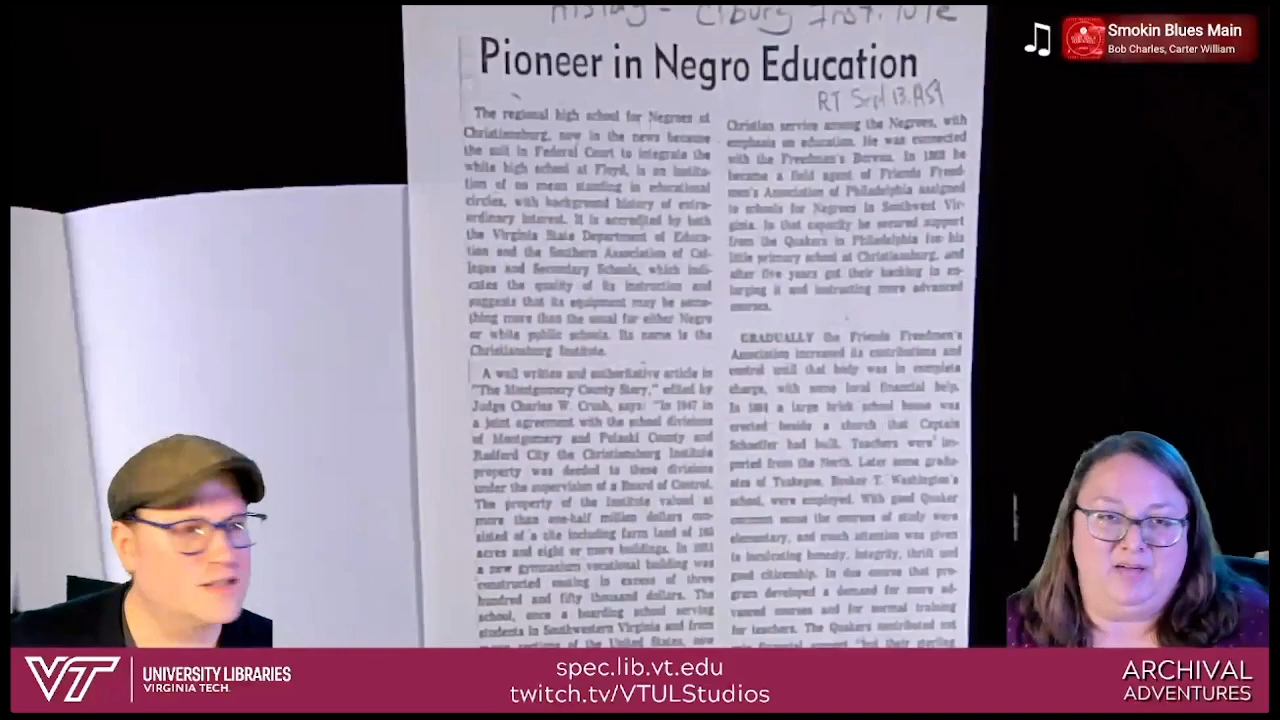 History - C'burg Institute
Pioneer in Negro Education
RT Sept 13, 1959
The regional high school for Negroes at
Christiansburg, now in the news because
the suit in Federal Court to integrate the
white high school at Floyd, is an institu-
tion of no mean standing in educational
circles, with background history of extra-
ordinary interest. It is accredited by both
the Virginia State Department of Educa-
tion and the Southern Association of Col-
leges and Secondary Schools, which indi-
cates the quality of its instruction and
suggests that its equipment may be some-
thing more than the usual for either Negro
or white public schools. Its name is the
Christiansburg Institute.
A well written and authoritative article in
"The Montgomery County Story," edited by
Judge Charles W. Crush, says: "In 1947 in
a joint agreement with the school divisions
of Montgomery and Pulaski County and
Radford City the Christiansburg Institute
property was deeded to these divisions
under the supervision of a Board of Control.
The property of the Institute valued at
more than one-half million dollars con-
sisted of a site including farm land of
acres and eight or more buildings. In
a new gymnasium vocational building was
constructed costing in excess of three
hundred and fifty thousand dollars. The
school, once a boarding school serving
students in Southwestern Virginia and from
many sections of the United States, now
Christian service among the Negroes, with
emphasis on education. He was connected
with the Freedmen's Bureau. In he
became a field agent of Friends Freed-
men's Association of Philadelphia assigned
to schools for Negroes in Southwest Vir-
ginia. In that capacity he secured support
from the Quakers in Philadelphia for his
little primary school at Christiansburg, and
after five years got their backing in en-
larging it and instructing more advanced
courses.
GRADUALLY the Friends Freedmen's
Association increased its contributions and
control until that body was in complete
charge, with some local financial help.
In a large brick school house was
erected beside a church that Captain
Schaeffer had built. Teachers were im-
ported from the North. Later some gradu-
ates of Tuskegee, Booker T. Washington's
school, were employed. With good Quaker
common sense the courses of study were
elementary, and much attention was given
to inculcating honesty, integrity, thrift and
good citizenship. In due course that pro-
gram developed a demand for more ad-
vanced courses and for normal training
for teachers. The Quakers contributed not
financial support "but their sterling
Smokin Blues Main
Bob Charles, Carter William
VT UNIVERSITY LIBRARIES
VIRGINIA TECH.
spec.lib.vt.edu
twitch.tv/VTULStudios
ARCHIVAL
ADVENTURES